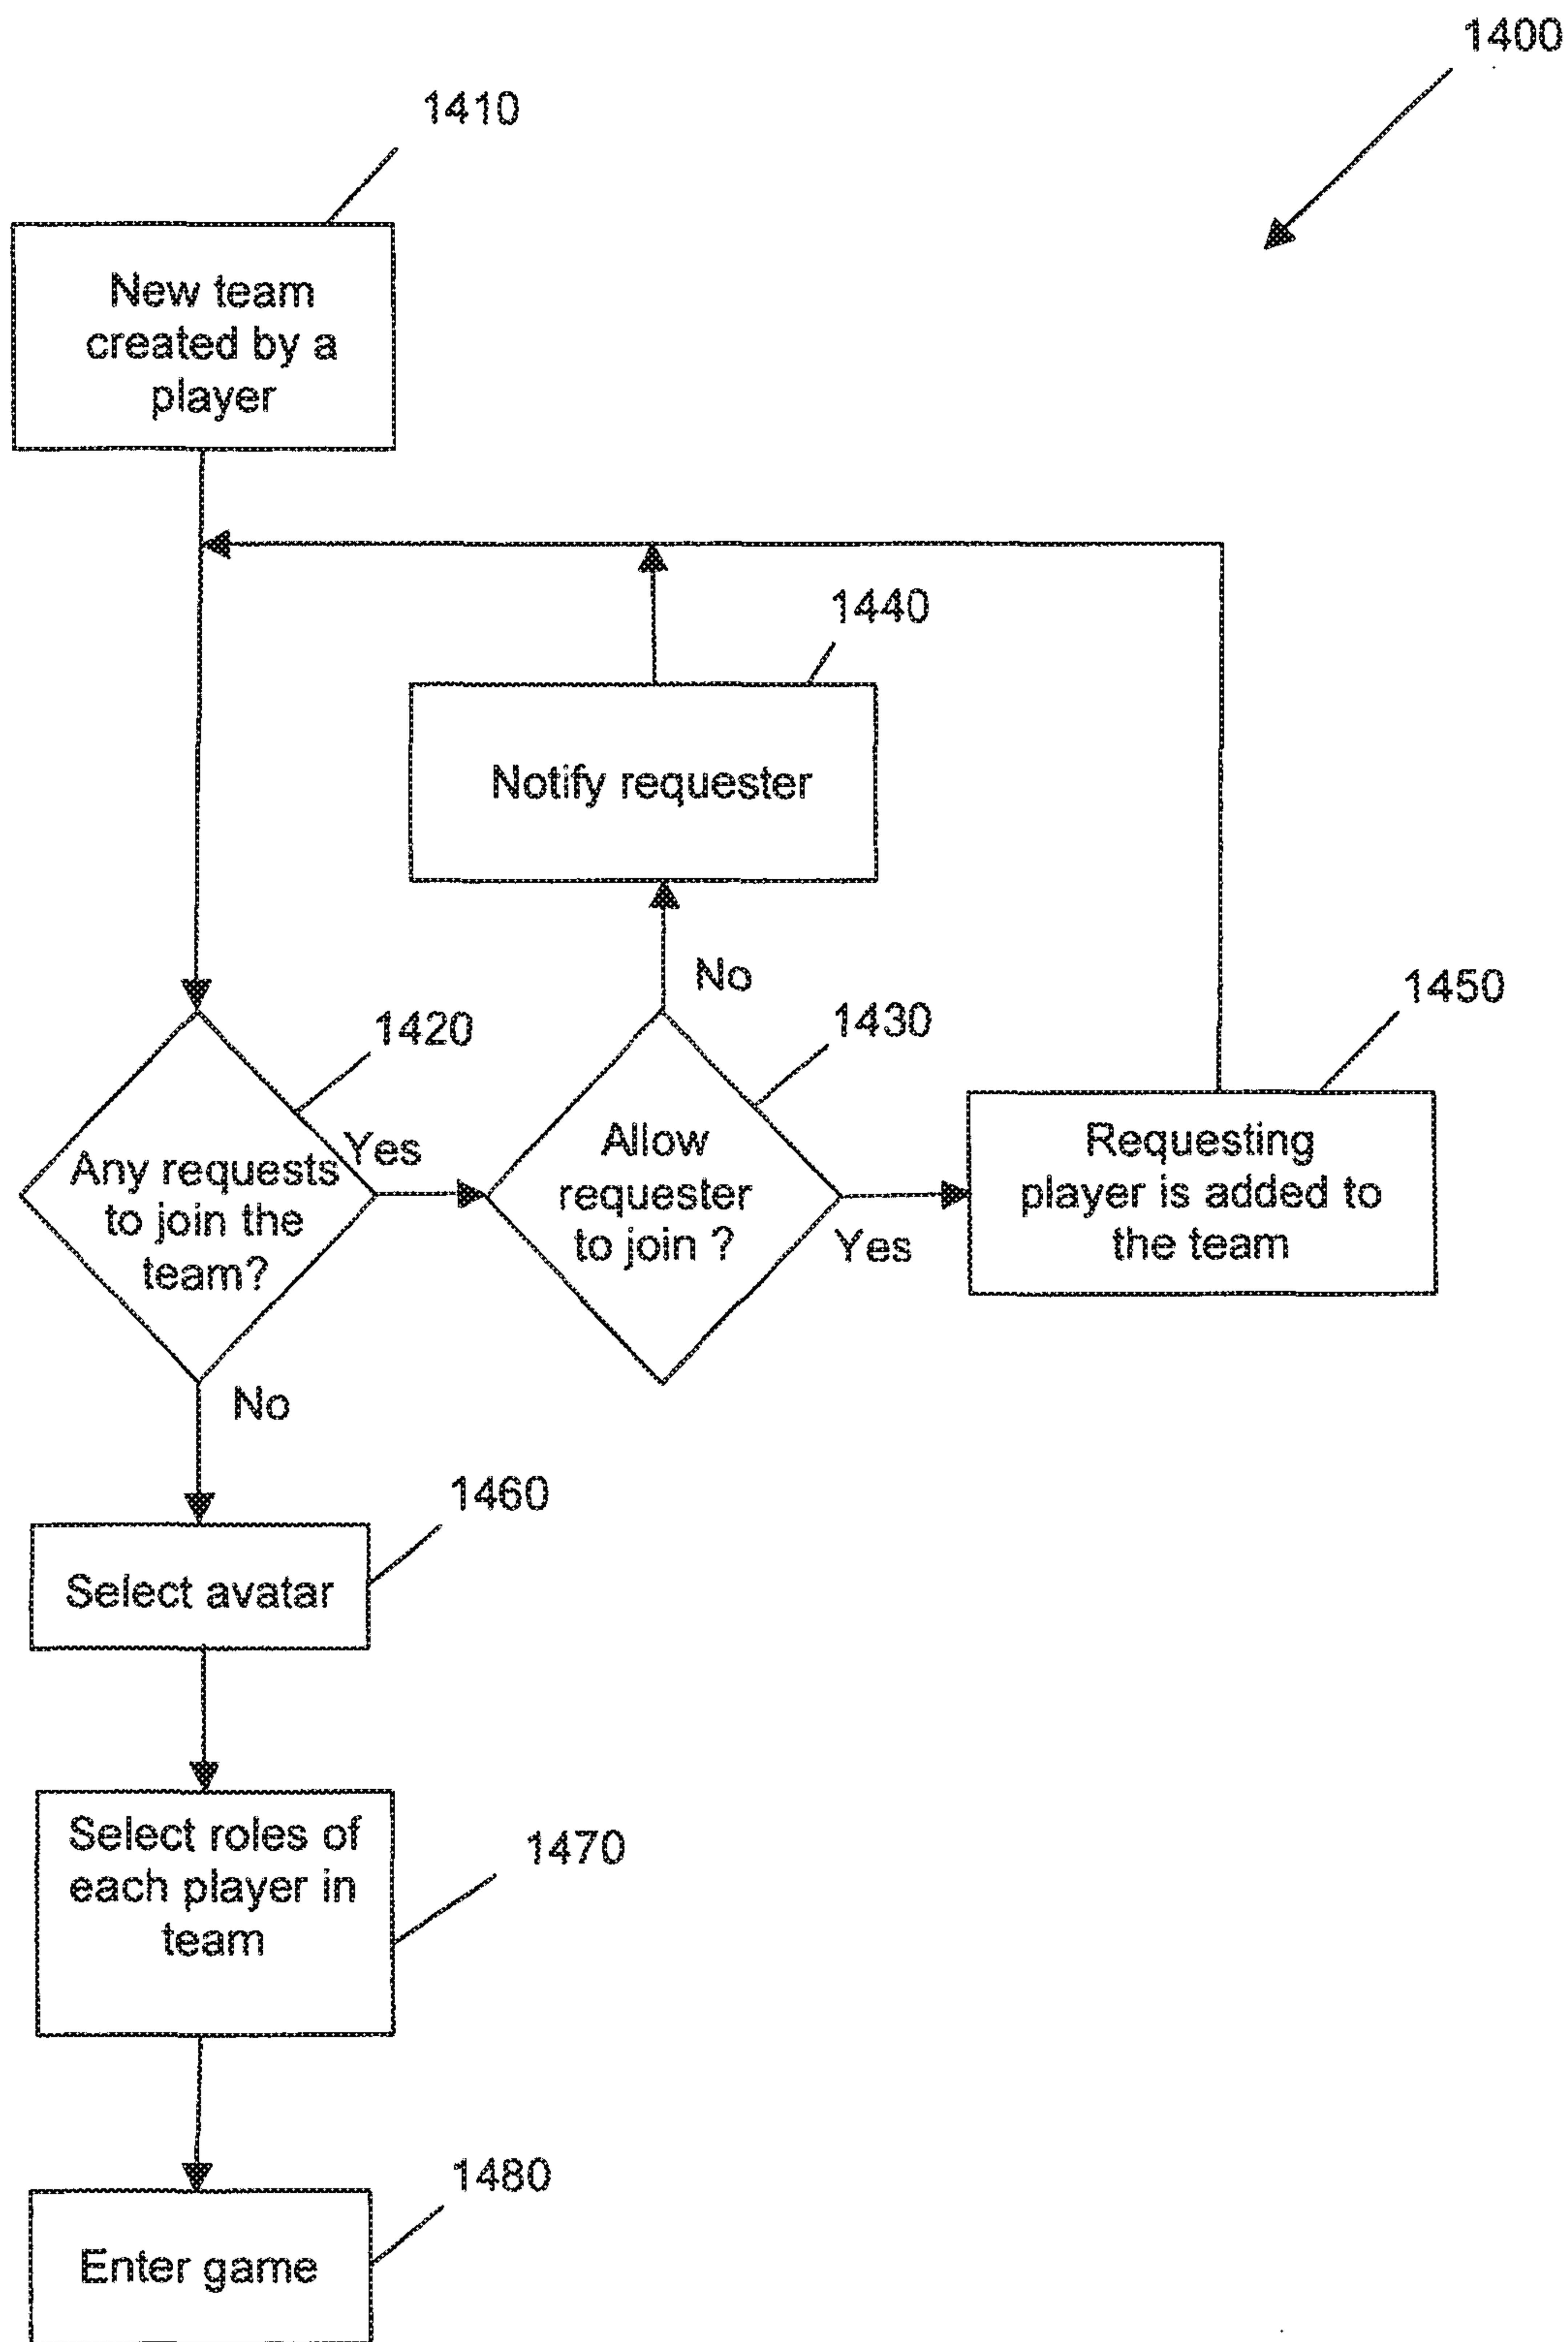 1400
1410
New team
created by a
player
1440
Notify requester
No
1450
1420
1430
Yes
Any requests
to join the
team?
Allow
requester
to join ?
Yes
Requesting
player is added to
the team
No
1460
Select avatar
1470
Select roles of
each player in
team
1480
Enter game